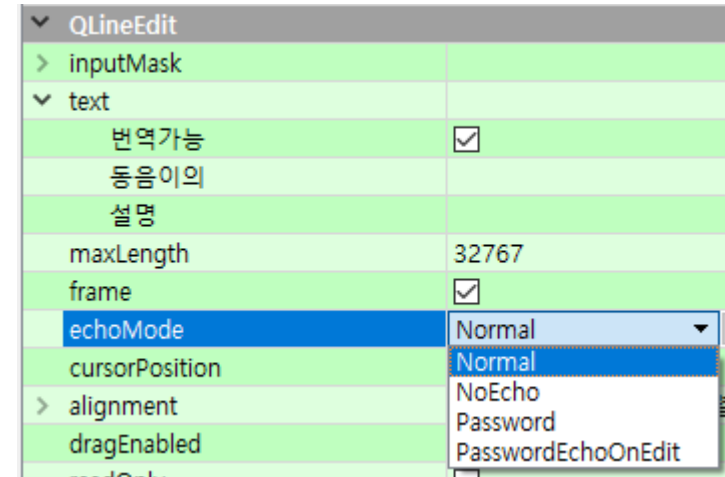 QLineEdit
inputMask
text
번역가능
동음이의
설명
maxLength 32767
frame
echoMode Normal
Normal
cursorPosition
NoEcho
alignment
Password
dragEnabled
PasswordEchoOnEdit